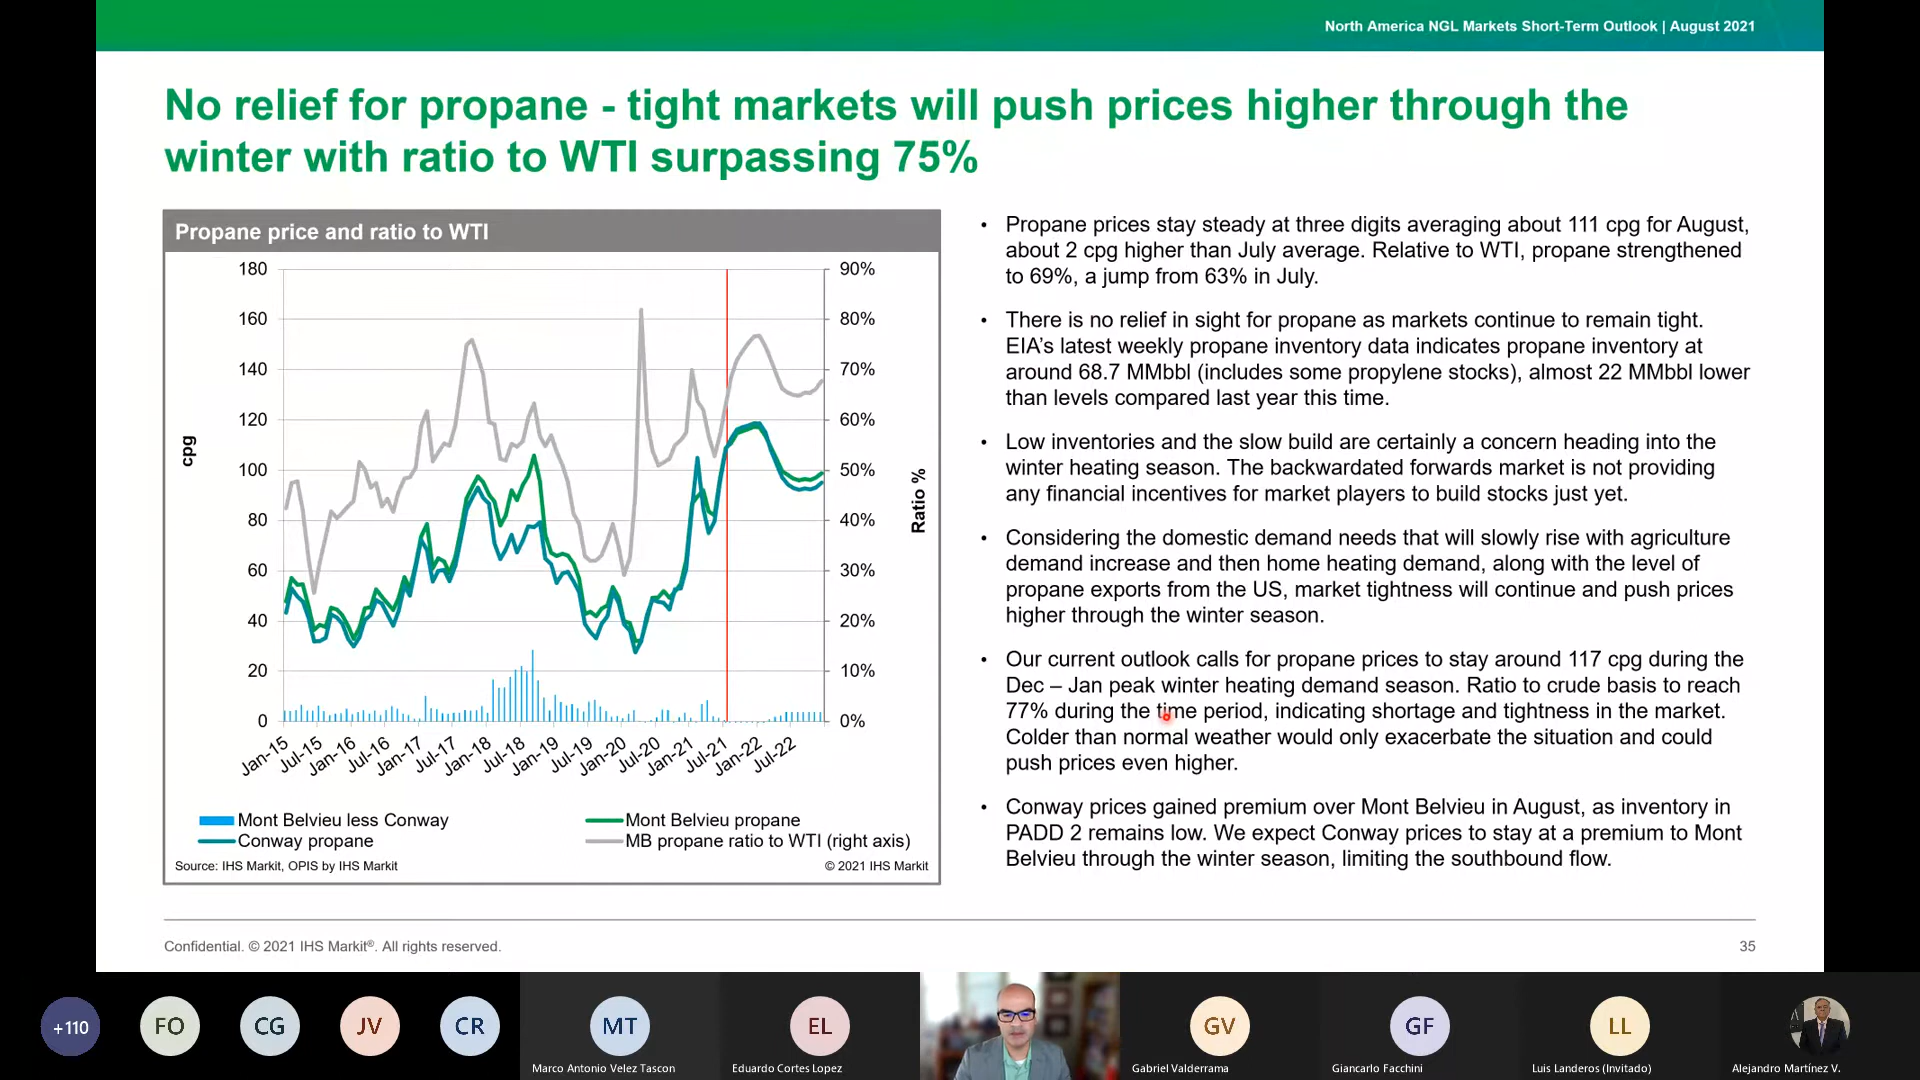 North America NGL Markets Short-Term Outlook | August 2021
No relief for propane - tight markets will push prices higher through the
winter with ratio to WTI surpassing 75%
Propane price and ratio to WTI
180
160
140
120
100
80
60
40
20
0
cpg
90%
80%
70%
60%
50%
40%
30%
20%
10%
0%
Ratio %
Jan-15
Jul-15
Jan-16
Jul-16
Jan-17
Jul-17
Jan-18
Jul-18
Jan-19
Jul-19
Jan-20
Jul-20
Jan-21
Jul-21
Jan-22
Jul-22
Mont Belvieu less Conway
Mont Belvieu propane
Conway propane
MB propane ratio to WTI (right axis)
Source: IHS Markit, OPIS by IHS Markit
© 2021 IHS Markit
• Propane prices stay steady at three digits averaging about 111 cpg for August,
about 2 cpg higher than July average. Relative to WTI, propane strengthened
to 69%, a jump from 63% in July.
• There is no relief in sight for propane as markets continue to remain tight.
EIA’s latest weekly propane inventory data indicates propane inventory at
around 68.7 MMbbl (includes some propylene stocks), almost 22 MMbbl lower
than levels compared last year this time.
• Low inventories and the slow build are certainly a concern heading into the
winter heating season. The backwardated forwards market is not providing
any financial incentives for market players to build stocks just yet.
• Considering the domestic demand needs that will slowly rise with agriculture
demand increase and then home heating demand, along with the level of
propane exports from the US, market tightness will continue and push prices
higher through the winter season.
• Our current outlook calls for propane prices to stay around 117 cpg during the
Dec – Jan peak winter heating demand season. Ratio to crude basis to reach
77% during the time period, indicating shortage and tightness in the market.
Colder than normal weather would only exacerbate the situation and could
push prices even higher.
• Conway prices gained premium over Mont Belvieu in August, as inventory in
PADD 2 remains low. We expect Conway prices to stay at a premium to Mont
Belvieu through the winter season, limiting the southbound flow.
Confidential. © 2021 IHS Markit®. All rights reserved.
35
+110
FO
CG
JV
CR
MT
EL
GV
GF
LL
Marco Antonio Velez Tascon
Eduardo Cortes Lopez
Gabriel Valderrama
Giancarlo Facchini
Luis Landeros (Invitado)
Alejandro Martínez V.